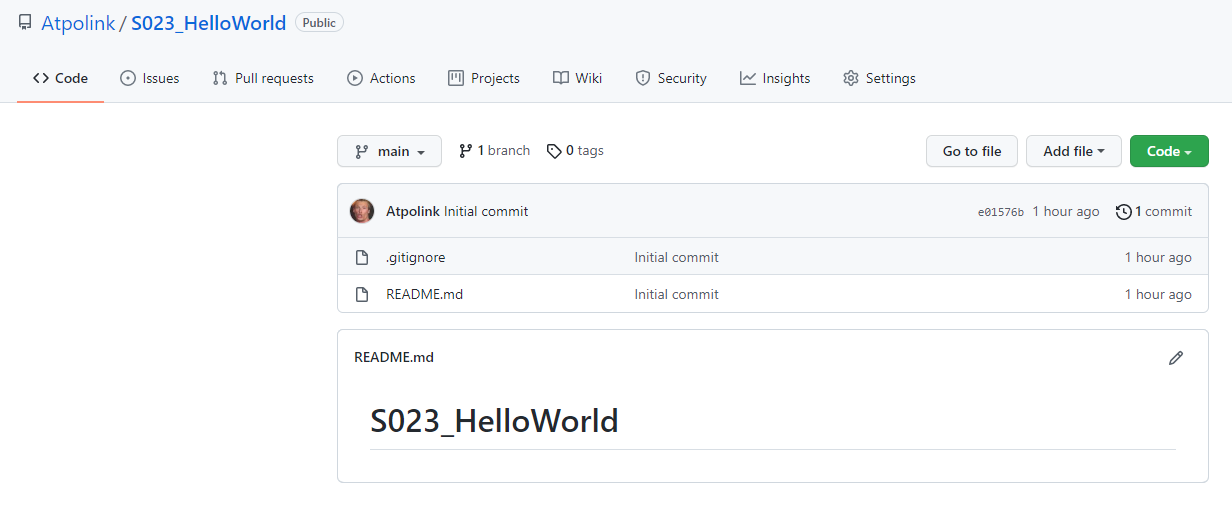 Atpolink / S023_HelloWorld Public
Code Issues Pull requests Actions Projects Wiki Security Insights Settings
main 1 branch 0 tags Go to file Add file Code
Atpolink Initial commit e01576b 1 hour ago 1 commit
.gitignore Initial commit 1 hour ago
README.md Initial commit 1 hour ago
README.md
S023_HelloWorld